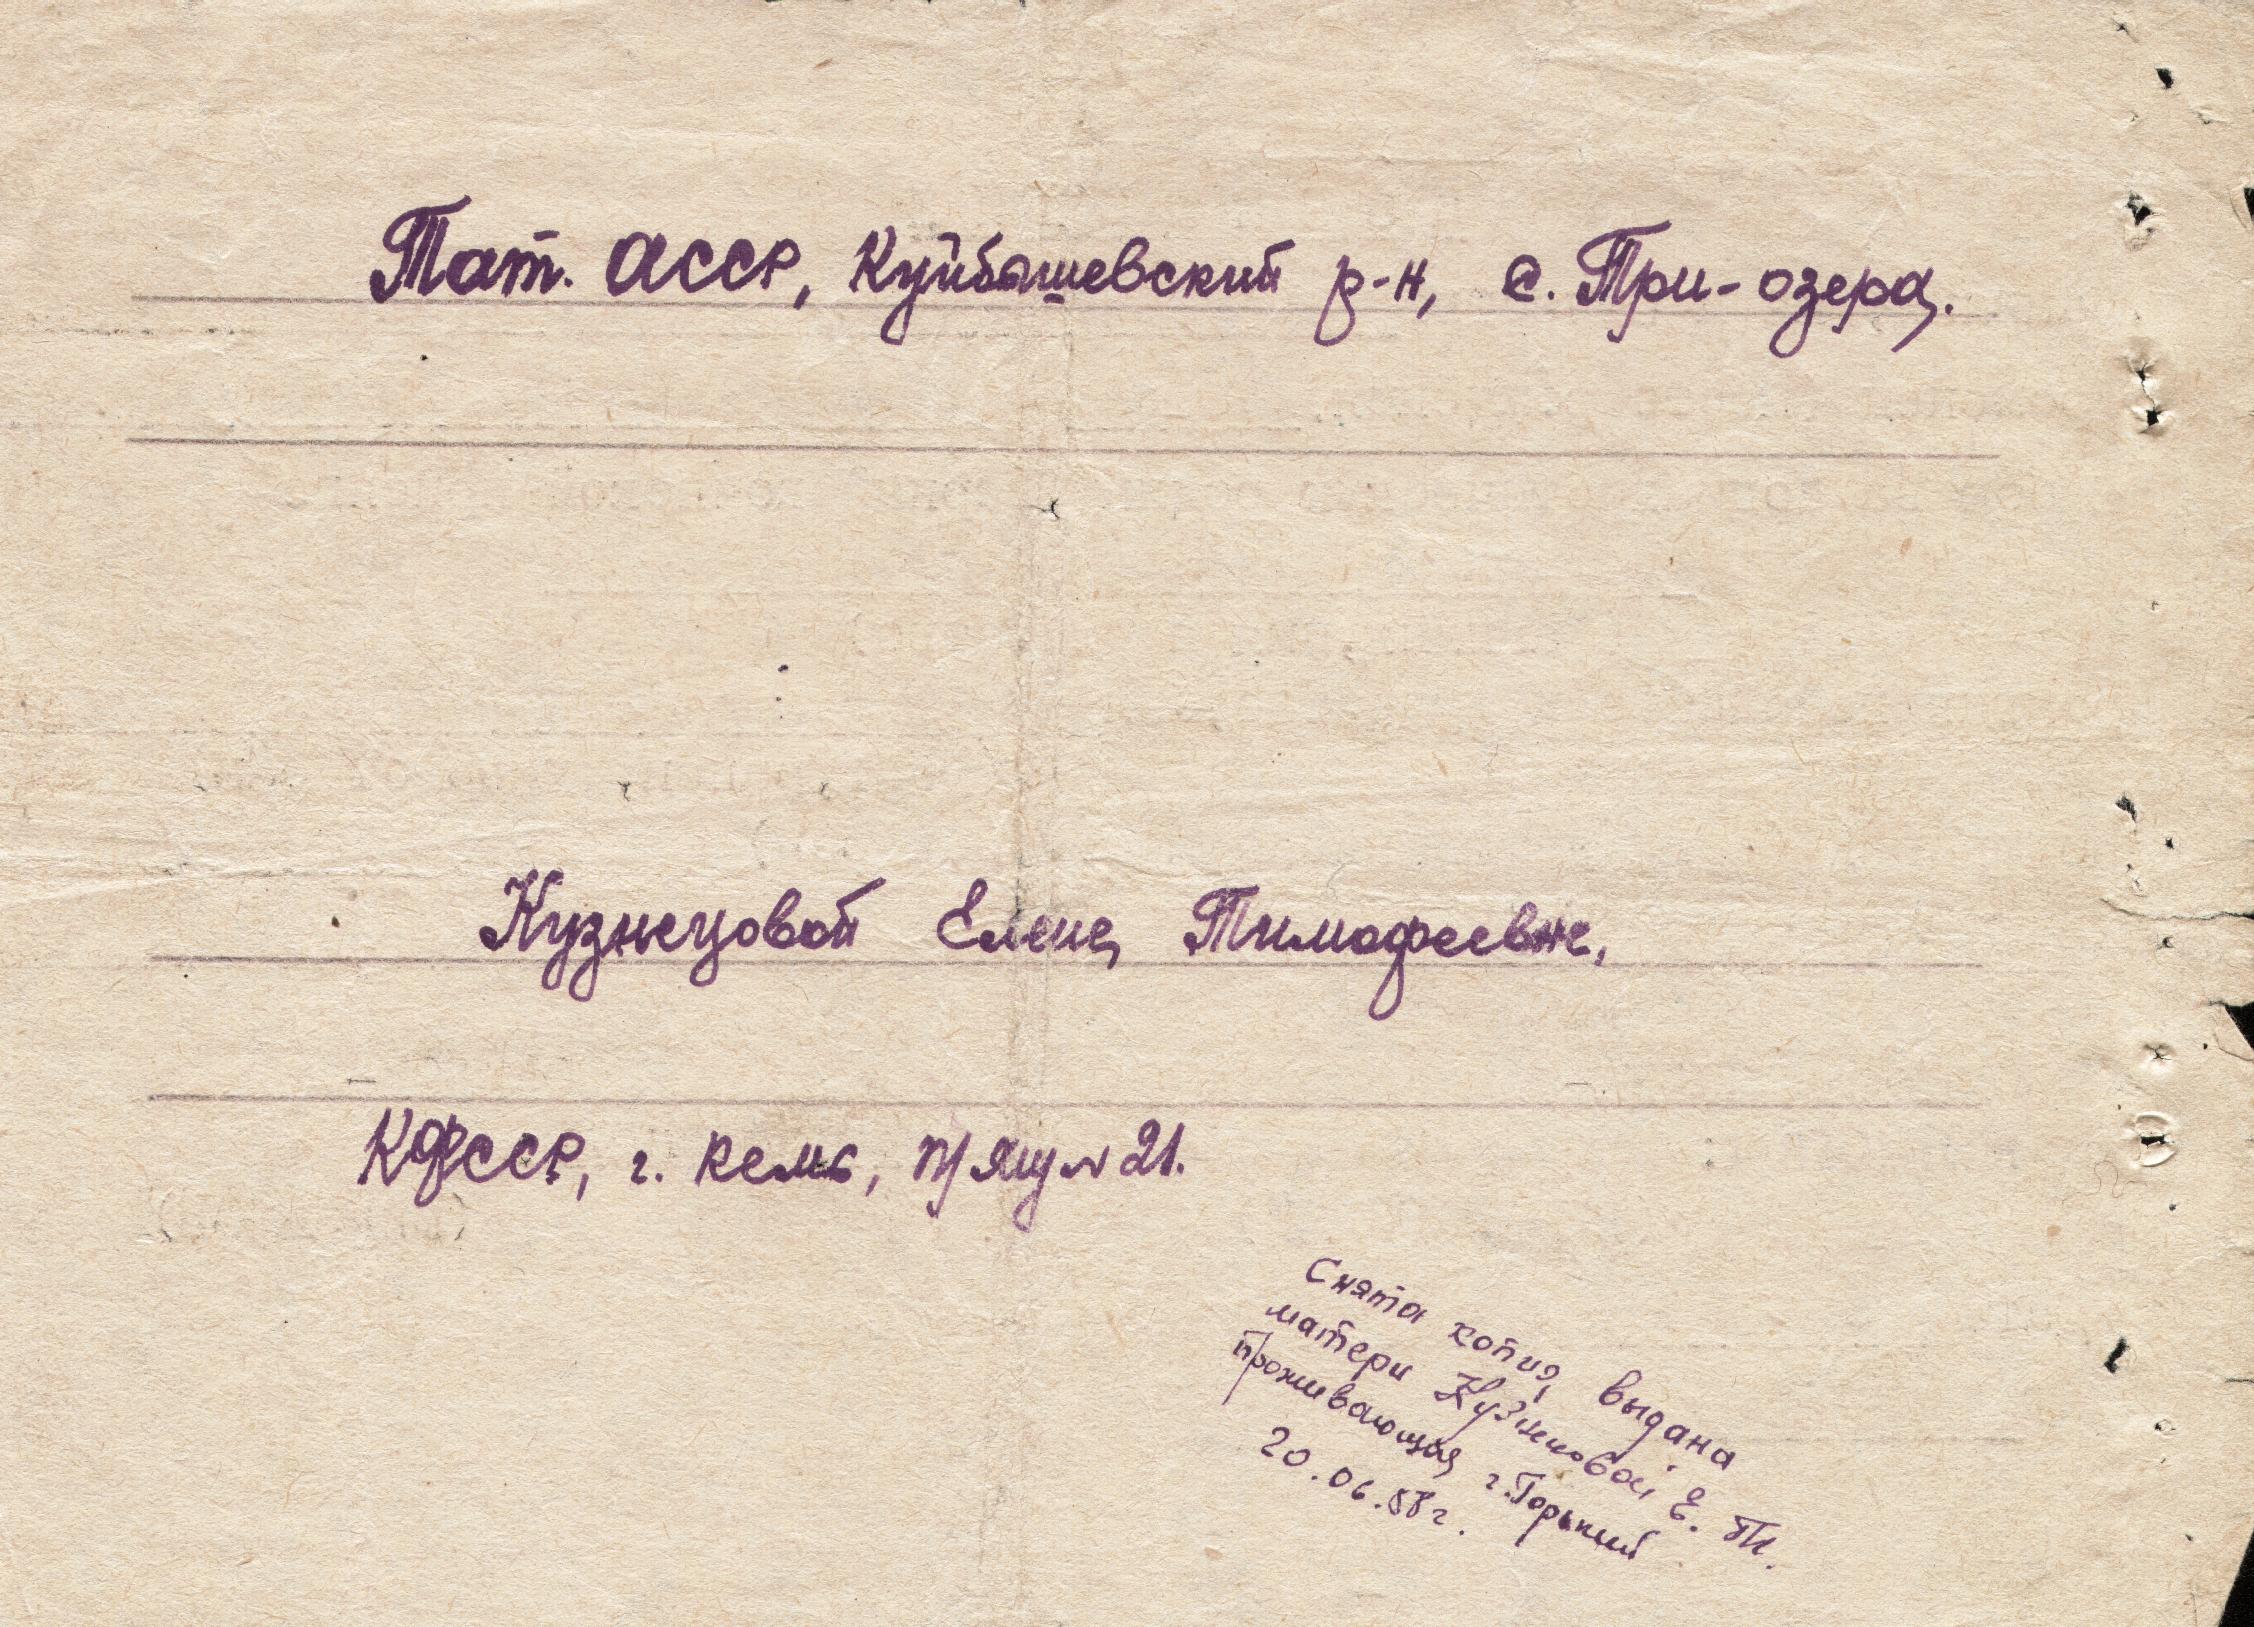 Тат. АССР, Куйбышевский р-н, с. Три-озера.
Кузнецовой Елене Тимофеевне.
КФССР, г. Кемь, п/ящ N 21.
Снята копия, выдана
матери Кузнецовой Е. Ти.
проживающая г. Горький
20.06.58г.